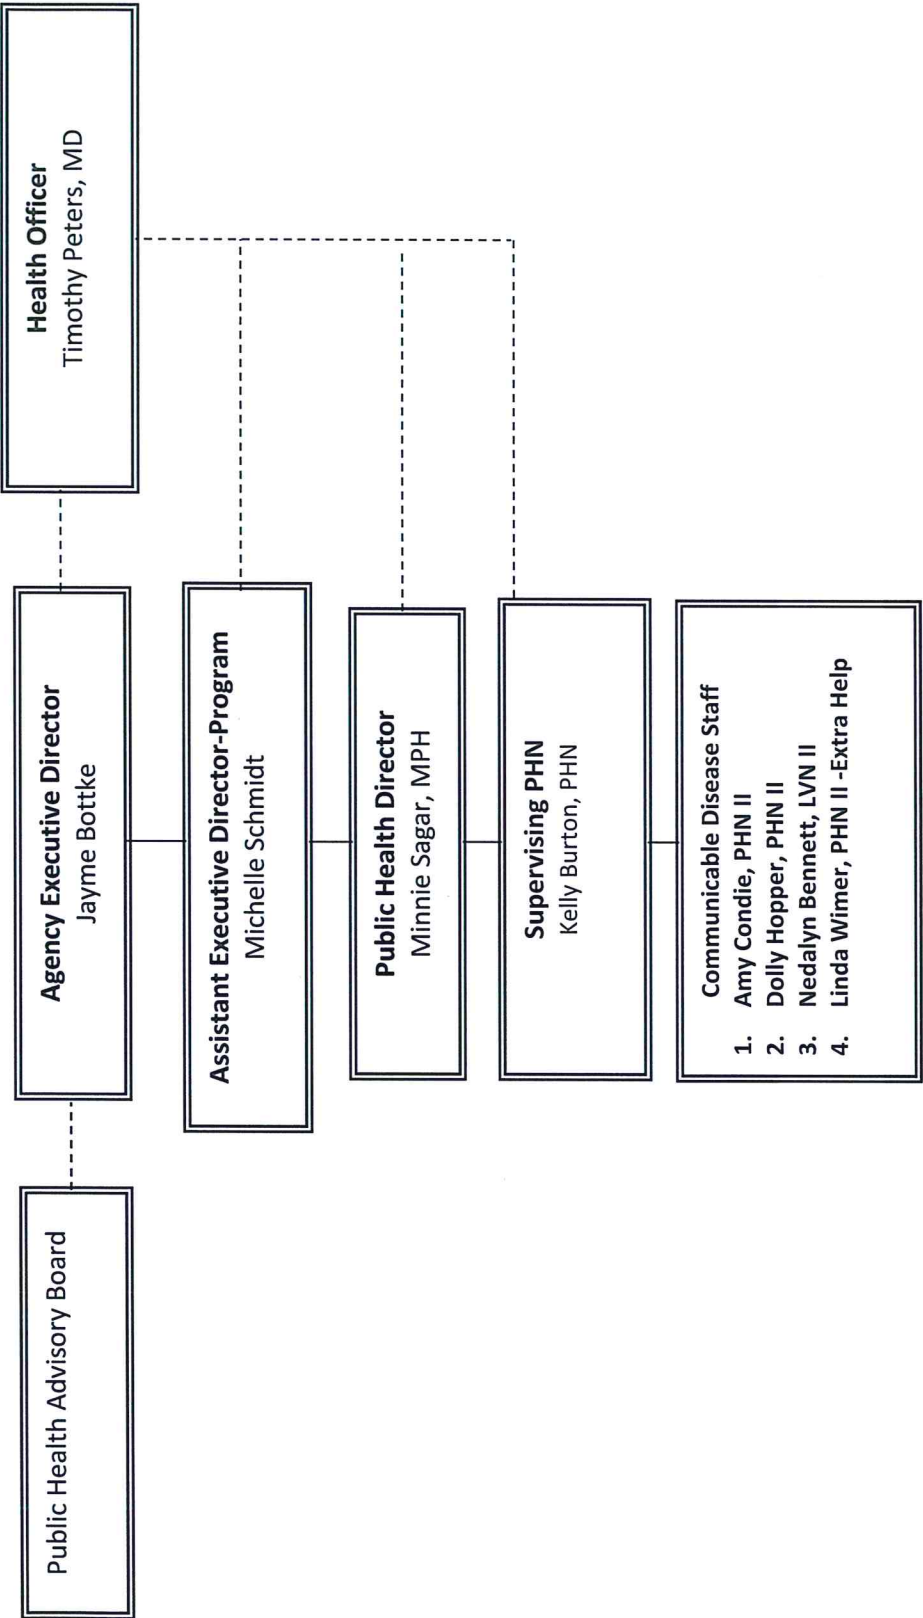 Public Health Advisory Board
Agency Executive Director
Jayme Bottke
Health Officer
Timothy Peters, MD
Assistant Executive Director-Program
Michelle Schmidt
Public Health Director
Minnie Sagar, MPH
Supervising PHN
Kelly Burton, PHN
Communicable Disease Staff
1. Amy Condie, PHN II
2. Dolly Hopper, PHN II
3. Nedalyn Bennett, LVN II
4. Linda Wimer, PHN II -Extra Help